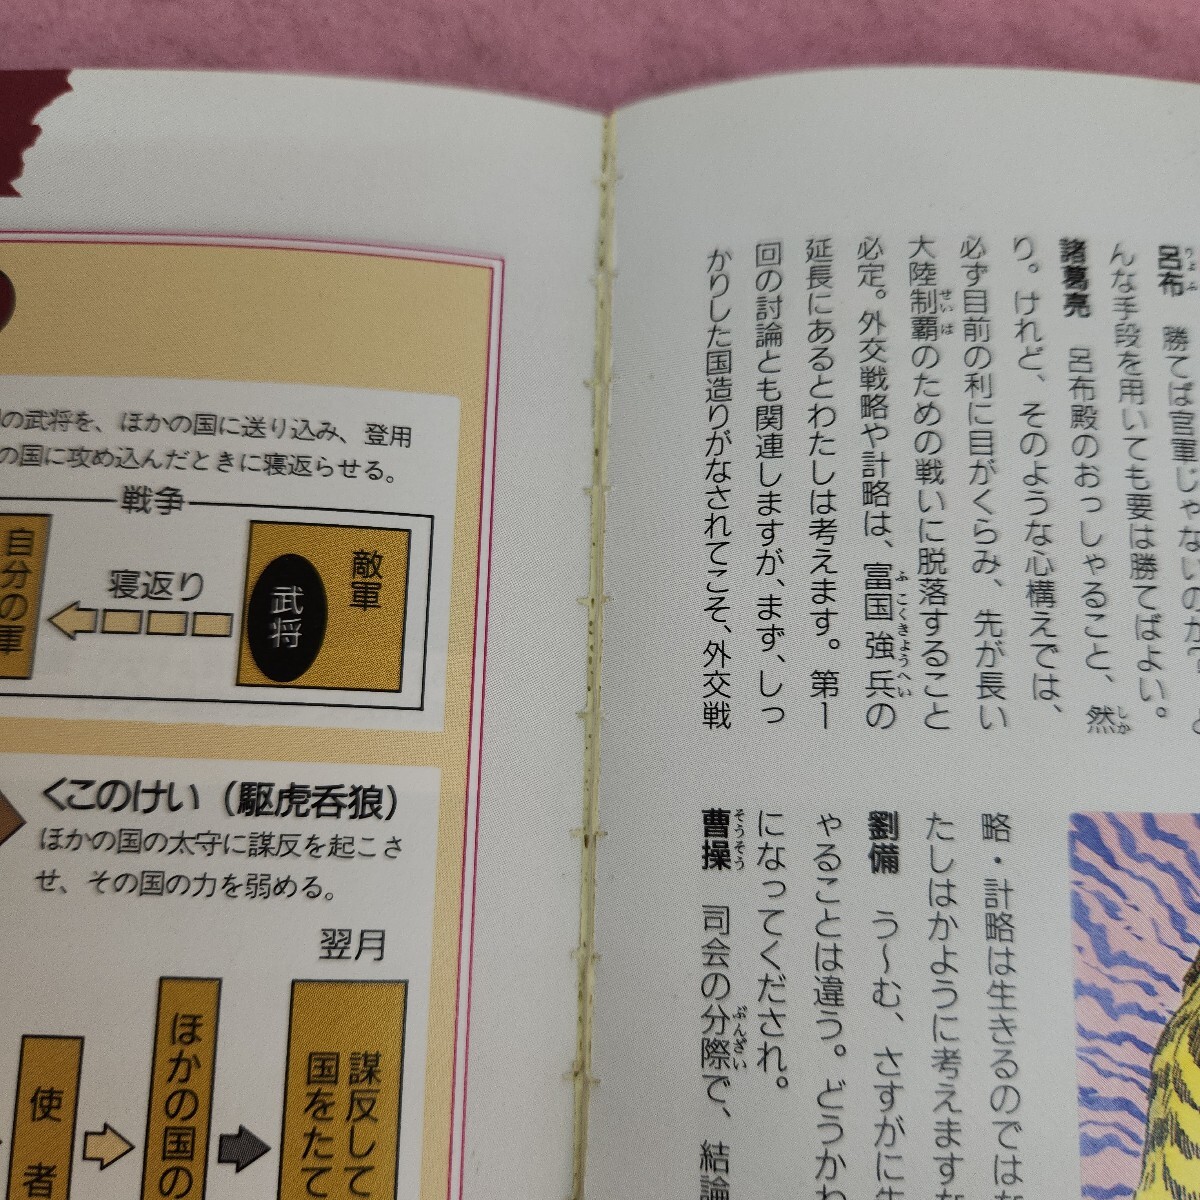 呂布　勝てば官軍じゃないのか?
んな手段を用いても要は勝てばよい。
諸葛亮　呂布殿のおっしゃること、然
り。けれど、そのような心構えでは、
必ず目前の利に目がくらみ、先が長い
大陸制覇のための戦いに脱落すること
必定。外交戦略や計略は、富国強兵の
延長にあるとわたしは考えます。第一
回の討論とも関連しますが、まず、しっ
かりした国造りがなされてこそ、外交戦
略・計略は生きるのでは
たしはかように考えます
劉備　う〜む、さすがに
やることは違う。どうか
になってくだされ。
曹操　司会の分際で、結論
の武将を、ほかの国に送り込み、登用
の国に攻め込んだときに寝返らせる。
戦争
自分の軍
寝返り
武将
敵軍
くこのけい（駆虎呑狼）
ほかの国の太守に謀反を起こさ
せ、その国の力を弱める。
翌月
使者
ほかの国の
謀反して
国をたて